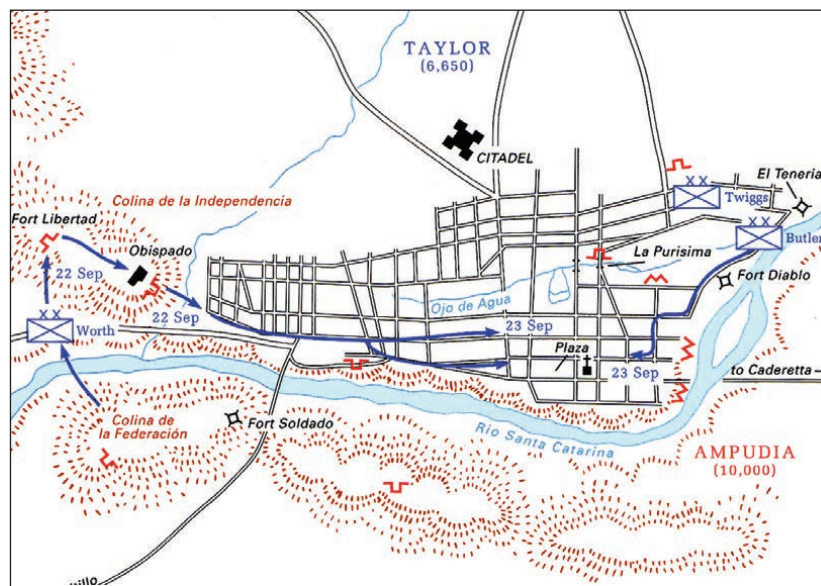 TAYLOR
(6,650)
CITADEL
El Teneria
X X
Twiggs
Colina de la Independencia
Fort Libertad
X X
Butler
La Purisima
Obispado
22 Sep
Fort Diablo
Ojo de Agua
22 Sep
X X
Worth
23 Sep
Plaza
23 Sep
to Caderetta
Colina de
la Federación
Fort Soldado
Rio Santa Catarina
AMPUDIA
(10,000)